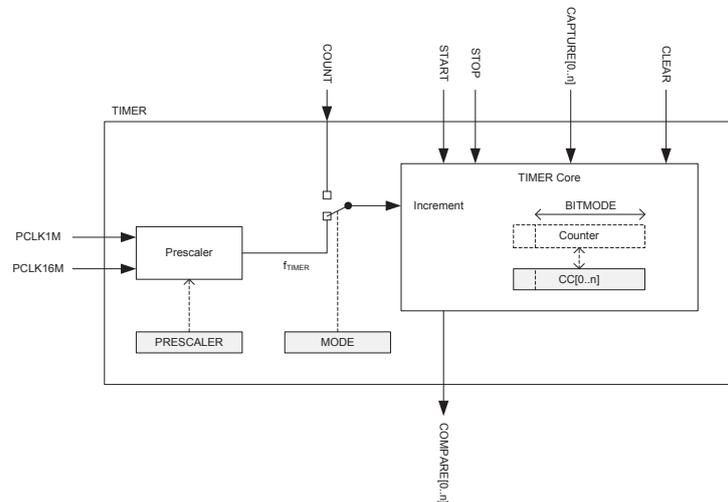 COUNT
START
STOP
CAPTURE[0..n]
CLEAR
TIMER
TIMER Core
Increment
BITMODE
Counter
CC[0..n]
PCLK1M
PCLK16M
Prescaler
fTIMER
PRESCALER
MODE
COMPARE[0..n]